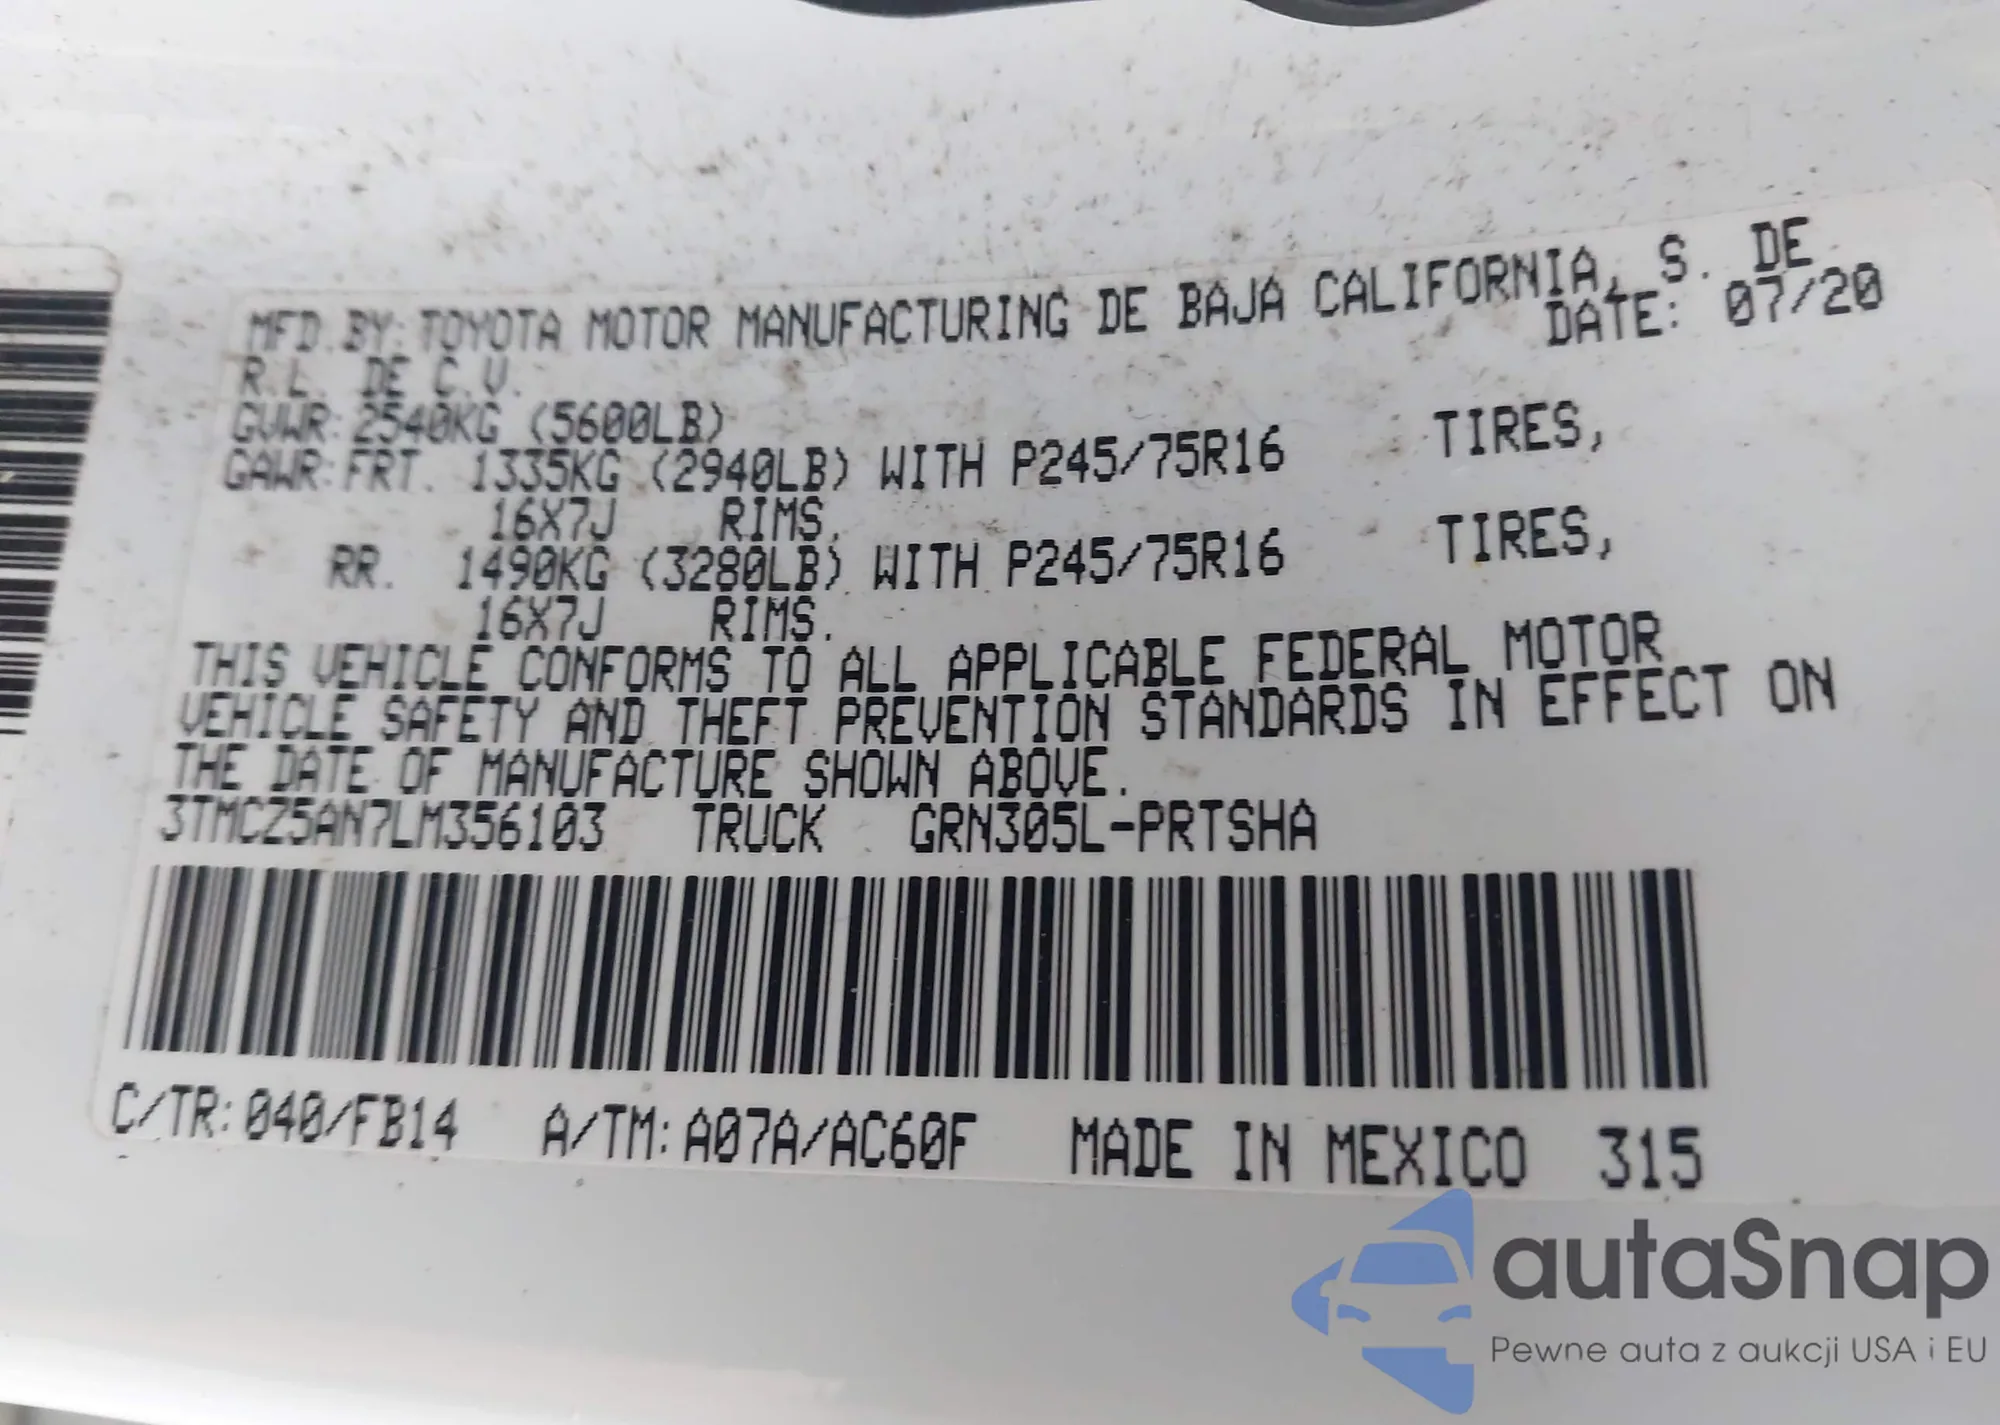 MFD.BY:TOYOTA MOTOR MANUFACTURING DE BAJA CALIFORNIA, S. DE
R.L. DE C.V. DATE: 07/20
GVWR:2540KG (5600LB)
GAWR:FRT. 1335KG (2940LB) WITH P245/75R16 TIRES,
16X7J RIMS,
RR. 1490KG (3280LB) WITH P245/75R16 TIRES,
16X7J RIMS.
THIS VEHICLE CONFORMS TO ALL APPLICABLE FEDERAL MOTOR
VEHICLE SAFETY AND THEFT PREVENTION STANDARDS IN EFFECT ON
THE DATE OF MANUFACTURE SHOWN ABOVE.
3TMCZ5AN7LM356103 TRUCK GRN305L-PRTSHA
C/TR:040/FB14 A/TM:A07A/AC60F MADE IN MEXICO 315
autaSnap
Pewne auta z aukcji USA i EU